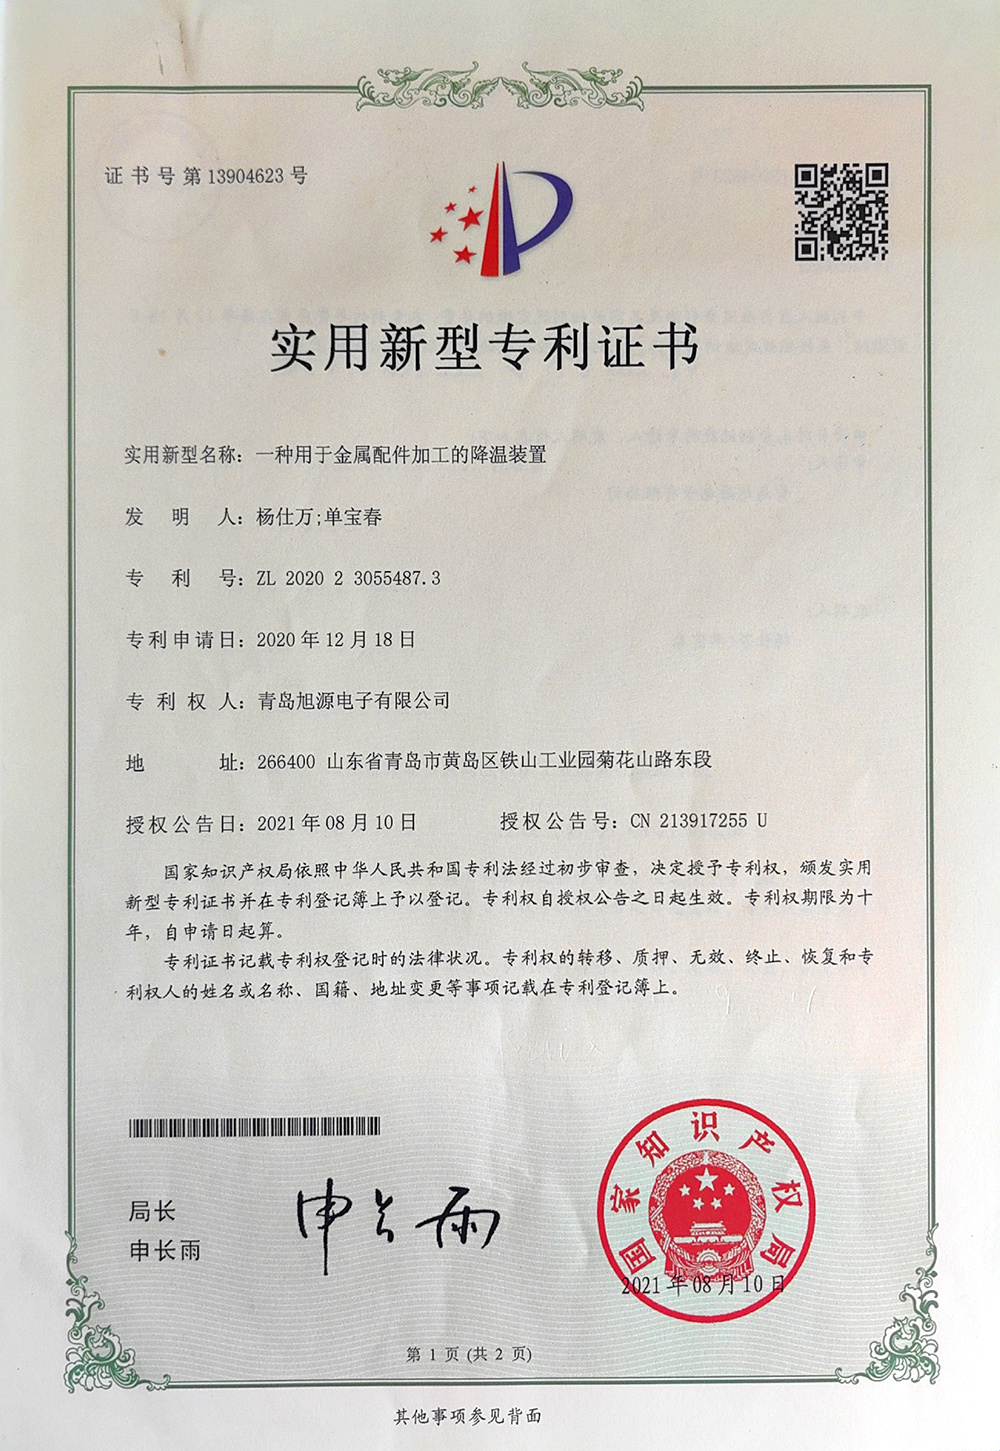 证书号第13904623号
实用新型专利证书
实用新型名称：一种用于金属配件加工的降温装置
发明人：杨仕万;单宝春
专利号：ZL 2020 2 3055487.3
专利申请日：2020年12月18日
专利权人：青岛旭源电子有限公司
地址：266400 山东省青岛市黄岛区铁山工业园菊花山路东段
授权公告日：2021年08月10日 授权公告号：CN 213917255 U
国家知识产权局依照中华人民共和国专利法经过初步审查，决定授予专利权，颁发实用
新型专利证书并在专利登记簿上予以登记。专利权自授权公告之日起生效。专利权期限为十
年，自申请日起算。
专利证书记载专利权登记时的法律状况。专利权的转移、质押、无效、终止、恢复和专
利权人的姓名或名称、国籍、地址变更等事项记载在专利登记簿上。
局长
申长雨
申长雨
国家知识产权局
2021年08月10日
第 1 页 (共 2 页)
其他事项参见背面